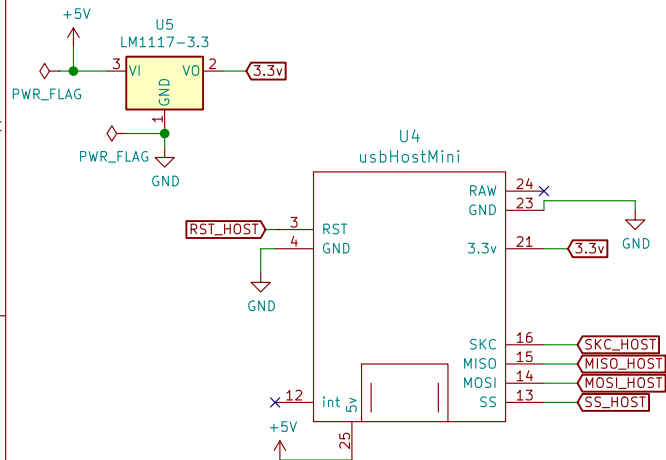 +5V
U5
LM1117-3.3
3 VI VO 2 3.3v
PWR_FLAG
GND
1
PWR_FLAG
GND
U4
usbHostMini
RAW 24
GND 23
RST_HOST 3 RST
4 GND
3.3v 21 3.3v
GND
GND
SKC 16 SKC_HOST
MISO 15 MISO_HOST
MOSI 14 MOSI_HOST
12 int 5v SS 13 SS_HOST
+5V
25